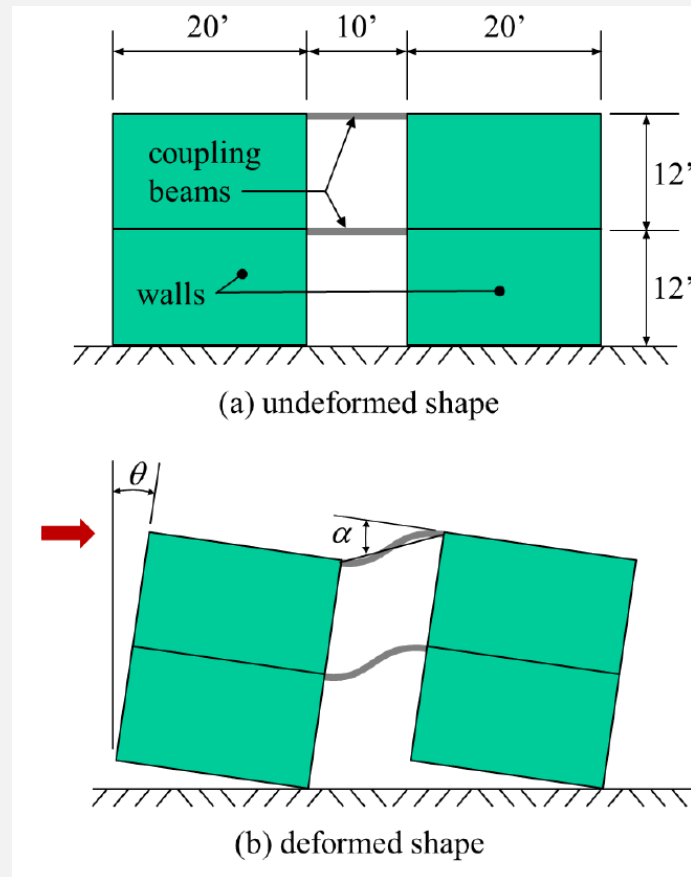 20’ 10’ 20’
coupling
beams
12’
walls
12’
(a) undeformed shape
θ
α
(b) deformed shape